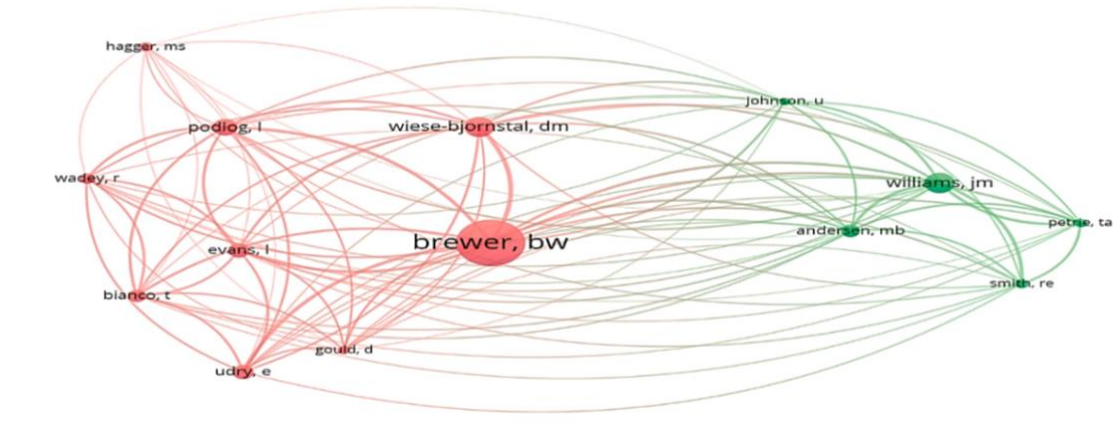 hagger, ms
johnson, u
podlog, l
wiese-bjornstal, dm
wadey, r
williams, jm
petrie, ta
andersen, mb
brewer, bw
evans, l
smith, re
bianco, t
gould, d
udry, e